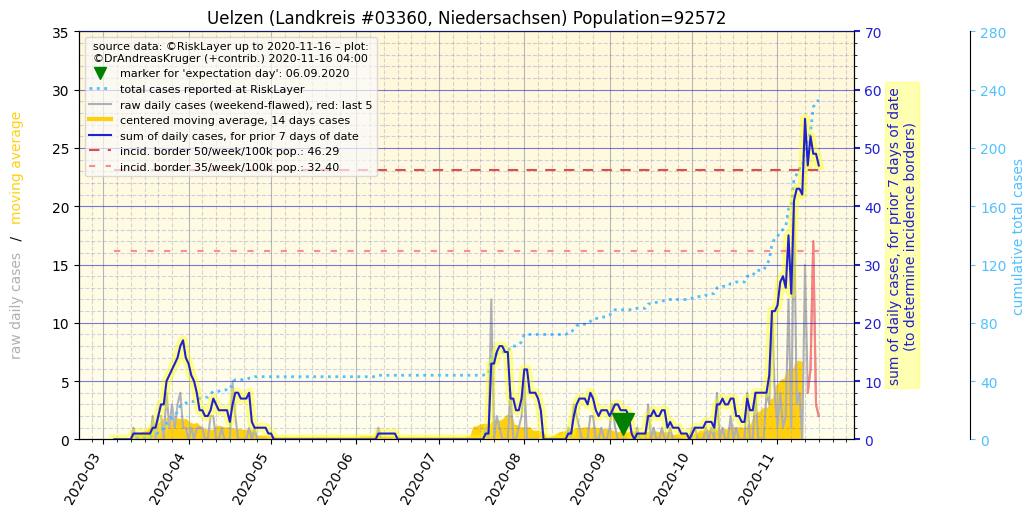 Uelzen (Landkreis #03360, Niedersachsen) Population=92572
source data: ©RiskLayer up to 2020-11-16 – plot:
©DrAndreasKruger (+contrib.) 2020-11-16 04:00
marker for 'expectation day': 06.09.2020
total cases reported at RiskLayer
raw daily cases (weekend-flawed), red: last 5
centered moving average, 14 days cases
sum of daily cases, for prior 7 days of date
incid. border 50/week/100k pop.: 46.29
incid. border 35/week/100k pop.: 32.40
raw daily cases / moving average
35
30
25
20
15
10
5
0
2020-03
2020-04
2020-05
2020-06
2020-07
2020-08
2020-09
2020-10
2020-11
70
60
50
40
30
20
10
0
sum of daily cases, for prior 7 days of date
(to determine incidence borders)
280
240
200
160
120
80
40
0
cumulative total cases